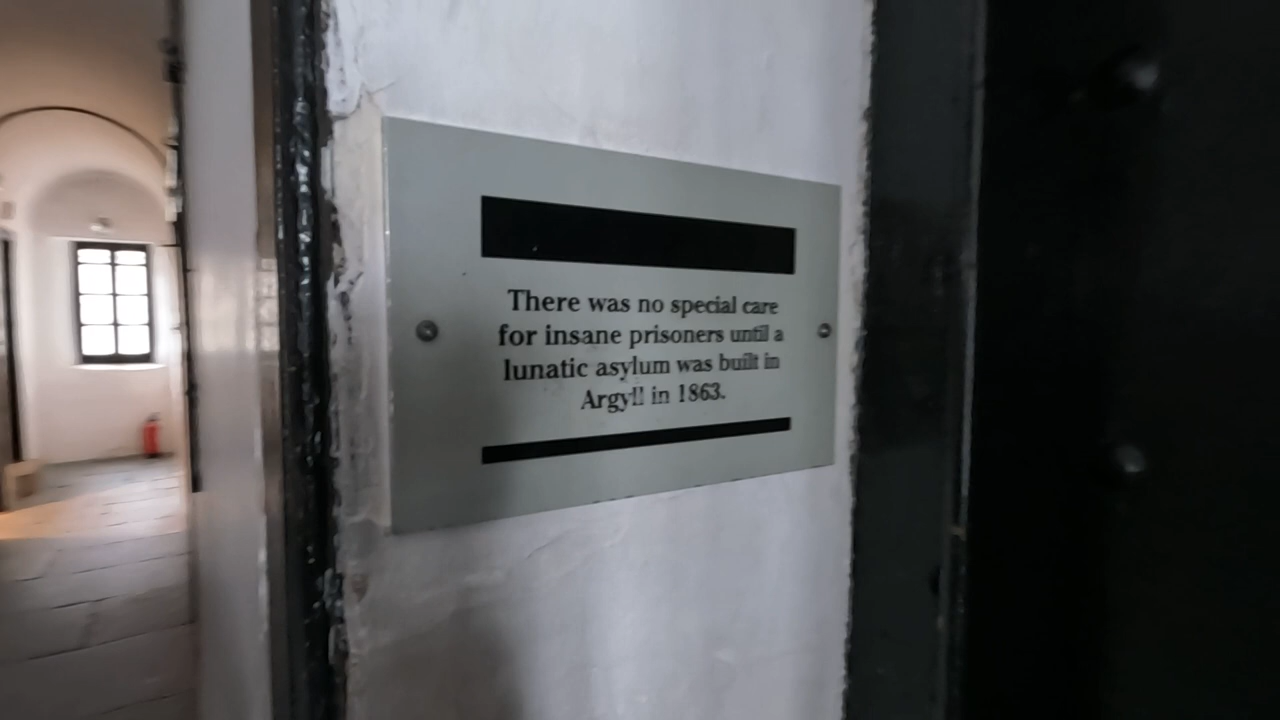 There was no special care
for insane prisoners until a
lunatic asylum was built in
Argyll in 1863.